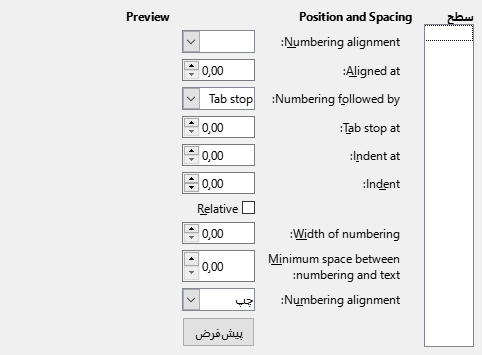 سطح
Position and Spacing
Preview
Numbering alignment:
Aligned at:
0,00
Numbering followed by:
Tab stop
Tab stop at:
0,00
Indent at:
0,00
Indent:
0,00
Relative
Width of numbering:
0,00
Minimum space between
numbering and text:
0,00
Numbering alignment:
چپ
پیش‌فرض